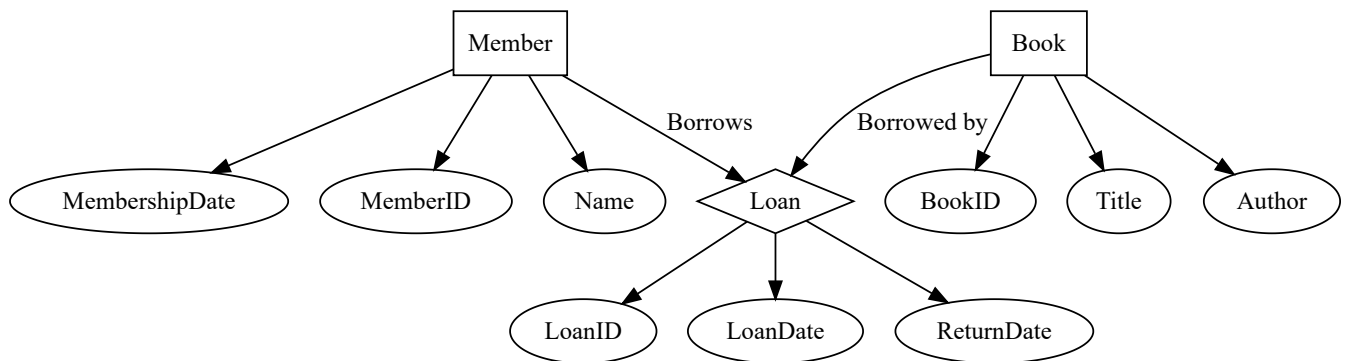 Member
Book
Borrows
Borrowed by
MembershipDate
MemberID
Name
Loan
BookID
Title
Author
LoanID
LoanDate
ReturnDate